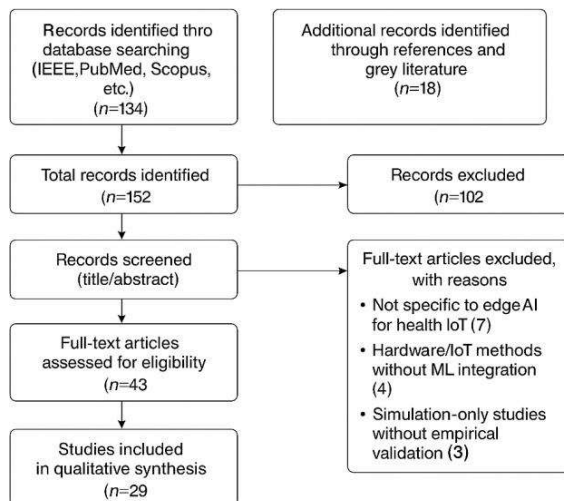 Records identified thro
database searching
(IEEE,PubMed, Scopus,
etc.)
(n=134)
Additional records identified
through references and
grey literature
(n=18)
Total records identified
(n=152
Records excluded
(n=102
Records screened
(title/abstract)
Full-text articles excluded,
with reasons
• Not specific to edge AI
for health IoT (7)
• Hardware/IoT methods
without ML integration
(4)
• Simulation-only studies
without empirical
validation (3)
Full-text articles
assessed for eligibility
(n=43
Studies included
in qualitative synthesis
(n=29